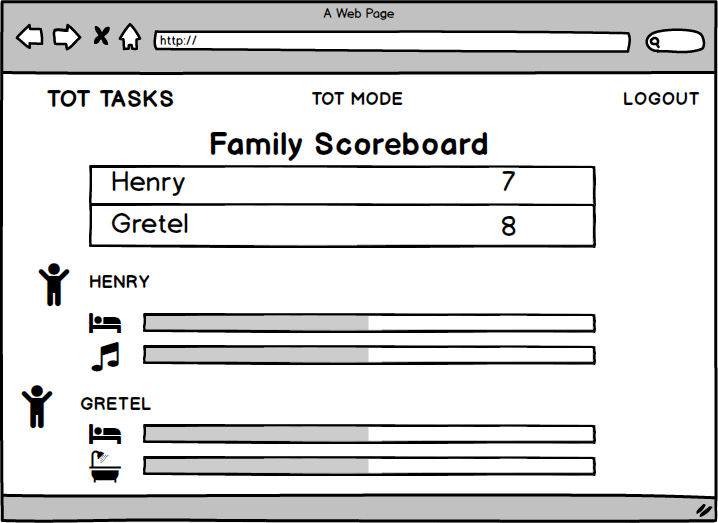 A Web Page
http://
TOT TASKS TOT MODE LOGOUT
Family Scoreboard
Henry 7
Gretel 8
HENRY
GRETEL